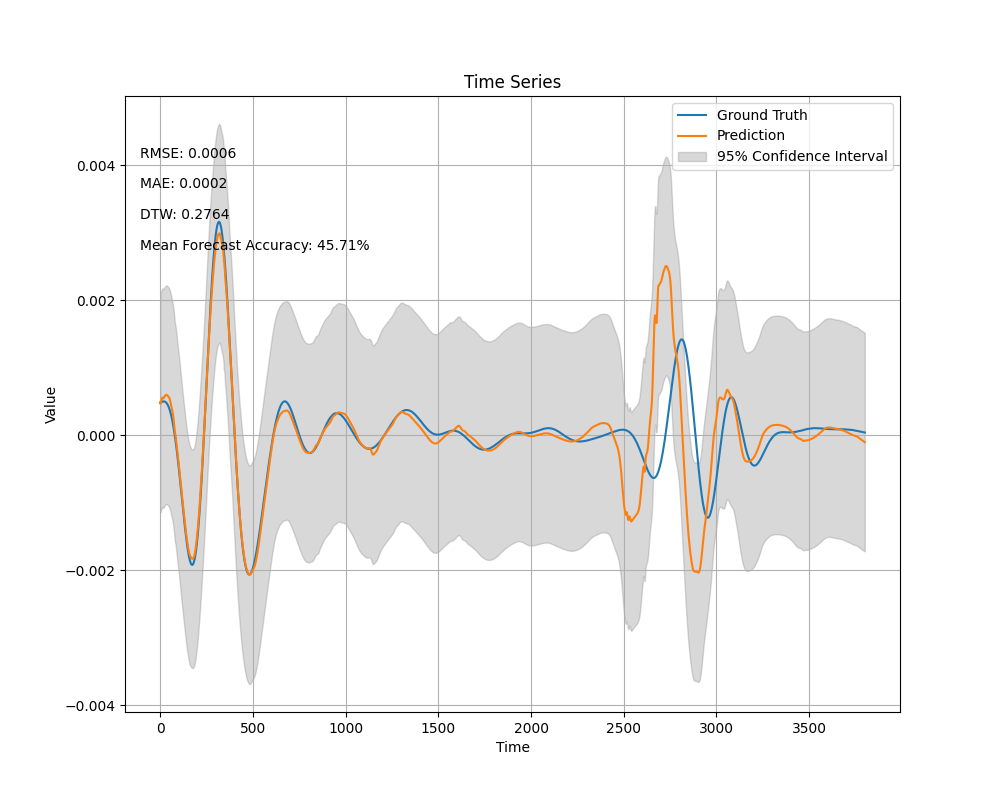 Time Series
Ground Truth
Prediction
95% Confidence Interval
RMSE: 0.0006
MAE: 0.0002
DTW: 0.2764
Mean Forecast Accuracy: 45.71%
0.004
0.002
0.000
−0.002
−0.004
Value
0 500 1000 1500 2000 2500 3000 3500
Time